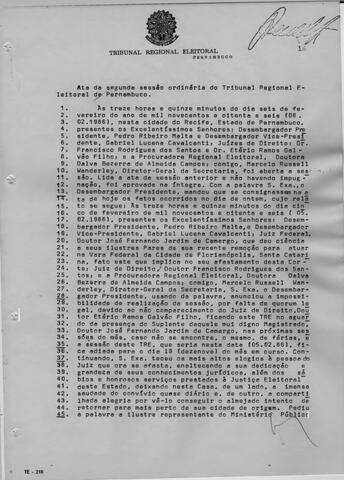 16
TRIBUNAL REGIONAL ELEITORAL
PERNAMBUCO
Ata da segunda sessão ordinária do Tribunal Regional E-
leitoral de Pernambuco.
1. Às treze horas e quinze minutos do dia seis de fe-
2. vereiro do ano de mil novecentos e oitenta e seis (06.
3. 02.1986), nesta cidade do Recife, Estado de Pernambuco,
4. presentes os Excelentíssimos Senhores: Desembargador Pre
5. sidente, Pedro Ribeiro Malta e Desembargador Vice-Presi
6. dente, Gabriel Lucena Cavalcanti; Juízes de Direito: Dr.
7. Francisco Rodrigues dos Santos e Dr. Etério Ramos Gal-
8. vão Filho; e a Procuradora Regional Eleitoral, Doutora
9. Dalva Bezerra de Almeida Campos; comigo, Marcelo Russell
10. Wanderley, Diretor-Geral da Secretaria, foi aberta a ses-
11. são. Lida a ata de sessão anterior e não havendo impug-
12. nação, foi aprovada na íntegra. Com a palavra S. Exa., o
13. Desembargador Presidente, mandou que se consignassem na
14. ata de hoje os fatos ocorridos no dia de ontem, cujo rela
15. to se segue: Às treze horas e quinze minutos do dia cin
16. co de fevereiro de mil novecentos e oitenta e seis (05.
17. 02.1986), presentes os Excelentíssimos Senhores: Desem-
18. bargador Presidente, Pedro Ribeiro Malta e Desembargador
19. Vice-Presidente, Gabriel Lucena Cavalcanti; Juiz Federal,
20. Doutor José Fernando Jardim de Camargo, que deu ciência
21. a seus ilustres Pares de sua recente remoção para atuar
22. na Vara Federal da Cidade de Florianópolis, Santa Catari
23. na, fato este que implica no seu afastamento desta Cor-
24. te; Juiz de Direito, Doutor Francisco Rodrigues dos San-
25. tos; e a Procuradora Regional Eleitoral, Doutora Dalva
26. Bezerra de Almeida Campos; comigo, Marcelo Russell Wan-
27. derley, Diretor-Geral da Secretaria, S. Exa. o Desembar-
28. gador Presidente, usando da palavra, anunciou a impossi-
29. bilidade de realização da sessão, por falta de quorum le
30. gal, devido ao não comparecimento do Juiz de Direito, Dou
31. tor Etério Ramos Galvão Filho, ficando este TRE no aguar
32. do da presença do Suplente daquele mui digno Magistrado,
33. Doutor José Fernando Jardim de Camargo, nas próximas ses
34. sões do mês, caso não se encontre, o mesmo, de férias, e
35. a sessão deste TRE, que seria hoje (05.02.86), foi mar-
36. cada adiada para o dia 10 (dezenove) do mês em curso. Con-
37. tinuando, S. Exa. teceu os mais altos elogios à pessoa do
38. Juiz que ora se afasta, enaltecendo a sua dedicação e
39. grandeza de seus conhecimentos jurídicos, além dos sá
40. bios e honrosos serviços prestados à Justiça Eleitoral
41. deste Estado, deixando nesta Casa, de um lado, a imensa
42. saudade do convívio quase diário e, de outro, a comparti
43. lhada alegria por vê-lo conseguir o almejado intento de
44. retornar para mais perto de sua cidade de origem. Pediu
45. a palavra a ilustre representante do Ministério Público
TE - 218